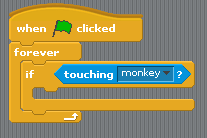 when clicked
forever
if touching monkey ?